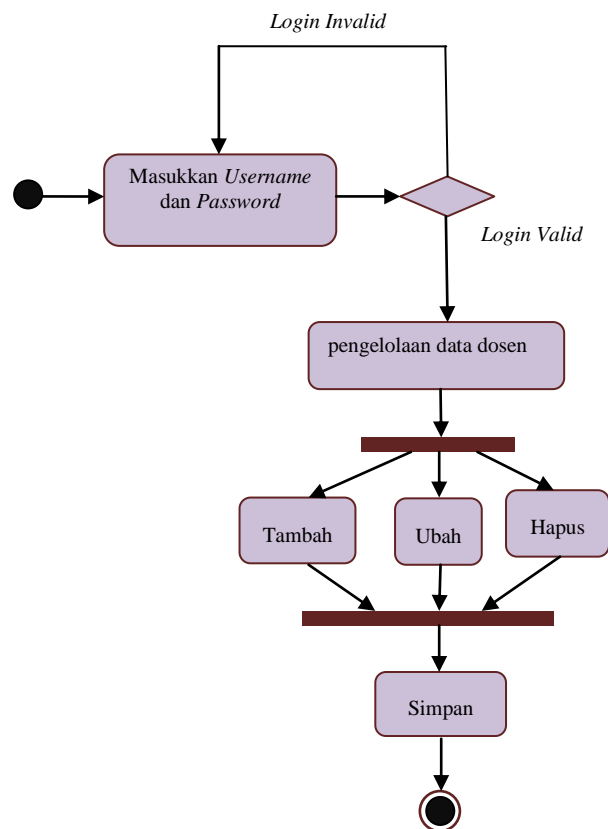 Login Invalid
Masukkan Username
dan Password
Login Valid
pengelolaan data dosen
Tambah
Ubah
Hapus
Simpan